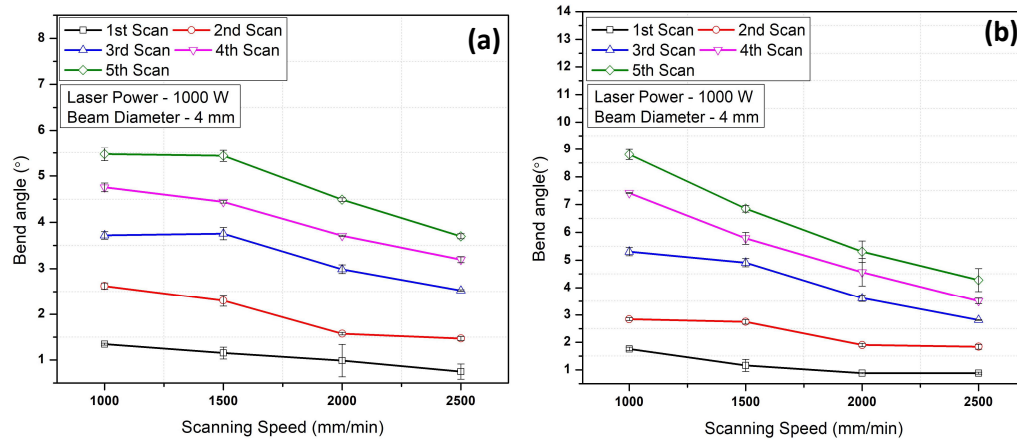 (a)
1st Scan 2nd Scan
3rd Scan 4th Scan
5th Scan
Laser Power - 1000 W
Beam Diameter - 4 mm
8
7
6
5
4
3
2
1
Bend angle (°)
1000 1500 2000 2500
Scanning Speed (mm/min)
(b)
1st Scan 2nd Scan
3rd Scan 4th Scan
5th Scan
Laser Power - 1000 W
Beam Diameter - 4 mm
14
13
12
11
10
9
8
7
6
5
4
3
2
1
Bend angle(°)
1000 1500 2000 2500
Scanning Speed (mm/min)